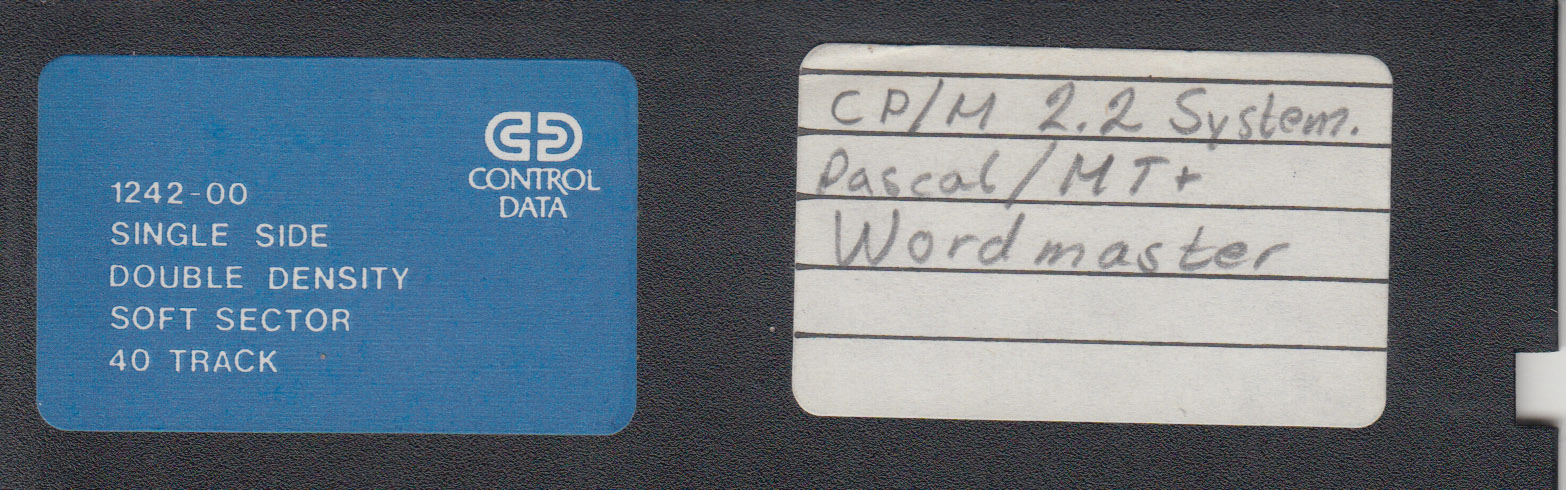 CONTROL
DATA
1242-00
SINGLE SIDE
DOUBLE DENSITY
SOFT SECTOR
40 TRACK
CP/M 2.2 System.
Pascal/MT+
Wordmaster